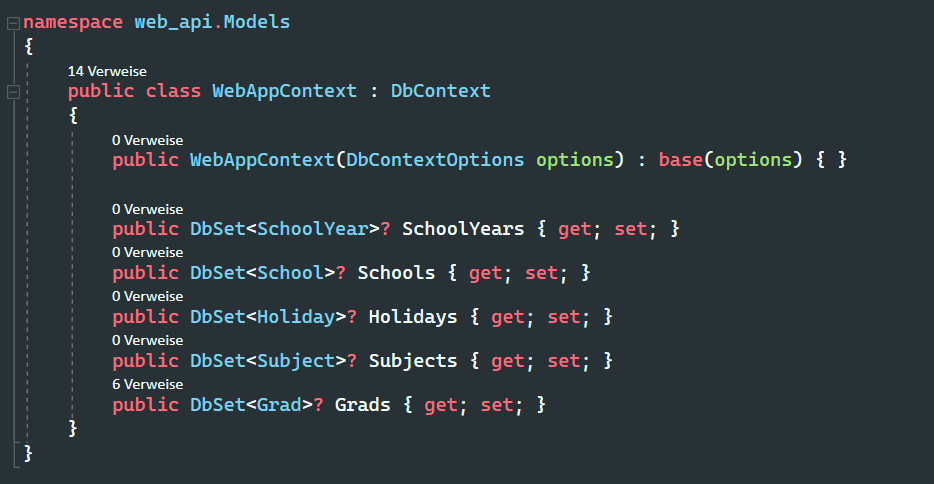 namespace web_api.Models
{
14 Verweise
public class WebAppContext : DbContext
{
0 Verweise
public WebAppContext(DbContextOptions options) : base(options) { }
0 Verweise
public DbSet<SchoolYear>? SchoolYears { get; set; }
0 Verweise
public DbSet<School>? Schools { get; set; }
0 Verweise
public DbSet<Holiday>? Holidays { get; set; }
0 Verweise
public DbSet<Subject>? Subjects { get; set; }
6 Verweise
public DbSet<Grad>? Grads { get; set; }
}
}